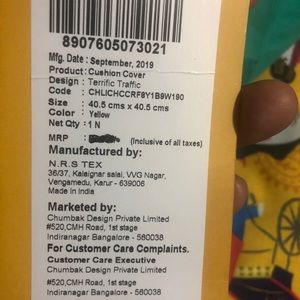 8907605073021
Mfg. Date : September, 2019
Product : Cushion Cover
Design : Terrific Traffic
Code : CHLICHCCRF8Y1B9W190
Size : 40.5 cms x 40.5 cms
Color : Yellow
Net Qty : 1 N
MRP : (Inclusive of all taxes)
Manufactured by:
N.R.S TEX
36/37, Kalaignar salai, VVG Nagar,
Vengamedu, Karur - 639006
Made in India
Marketed by:
Chumbak Design Private Limited
#520,CMH Road, 1st stage
Indiranagar Bangalore - 560038
For Customer Care Complaints.
Customer Care Executive
Chumbak Design Private Limited
#520,CMH Road, 1st stage
Indiranagar Bangalore - 560038